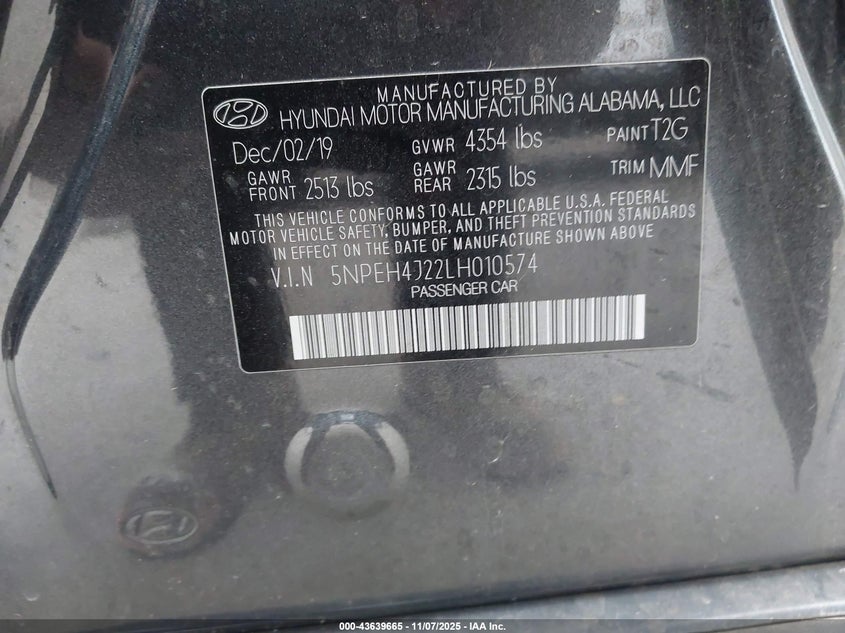 MANUFACTURED BY
HYUNDAI MOTOR MANUFACTURING ALABAMA, LLC
Dec/02/19 GVWR 4354 lbs PAINT T2G
GAWR FRONT 2513 lbs GAWR REAR 2315 lbs TRIM MMF
THIS VEHICLE CONFORMS TO ALL APPLICABLE U.S.A. FEDERAL
MOTOR VEHICLE SAFETY, BUMPER, AND THEFT PREVENTION STANDARDS
IN EFFECT ON THE DATE OF MANUFACTURE SHOWN ABOVE
V.I.N 5NPEH4J22LH010574
PASSENGER CAR
000-43639665 - 11/07/2025 - IAA Inc.